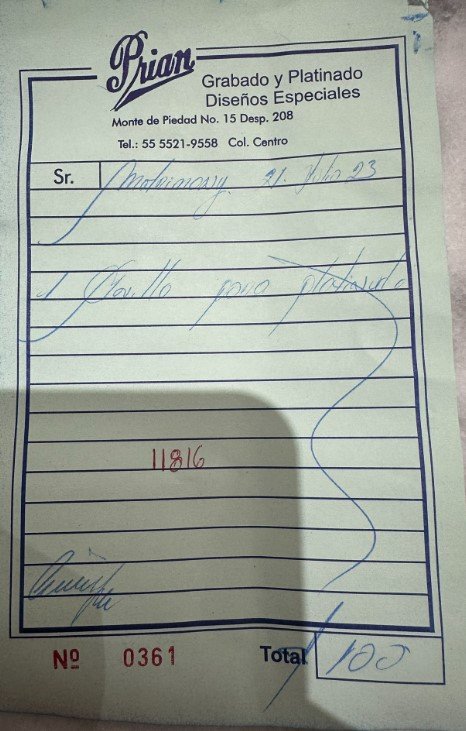 Prian
Grabado y Platinado
Diseños Especiales
Monte de Piedad No. 15 Desp. 208
Tel.: 55 5521-9558 Col. Centro
Sr. Matrimony 21. Julio 23
1 para platinado
11816
Nº 0361 Total 100